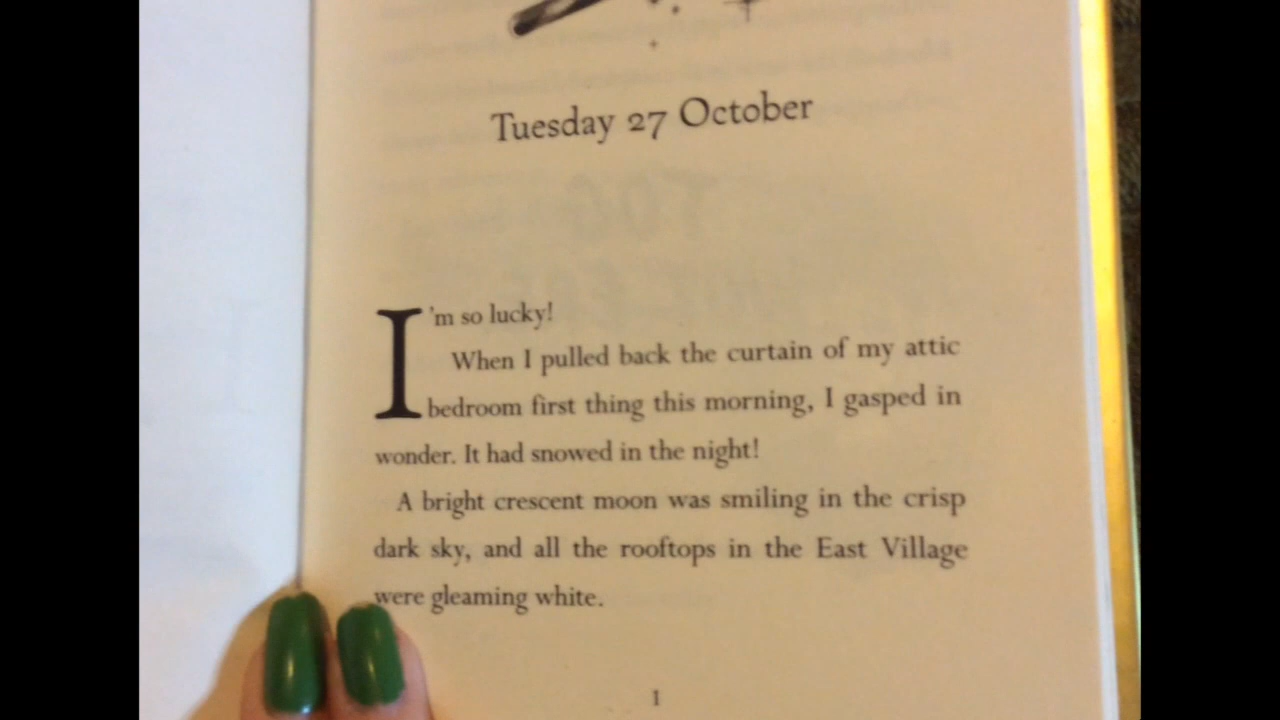 Tuesday 27 October
I'm so lucky!
When I pulled back the curtain of my attic
bedroom first thing this morning, I gasped in
wonder. It had snowed in the night!
A bright crescent moon was smiling in the crisp
dark sky, and all the rooftops in the East Village
were gleaming white.
1